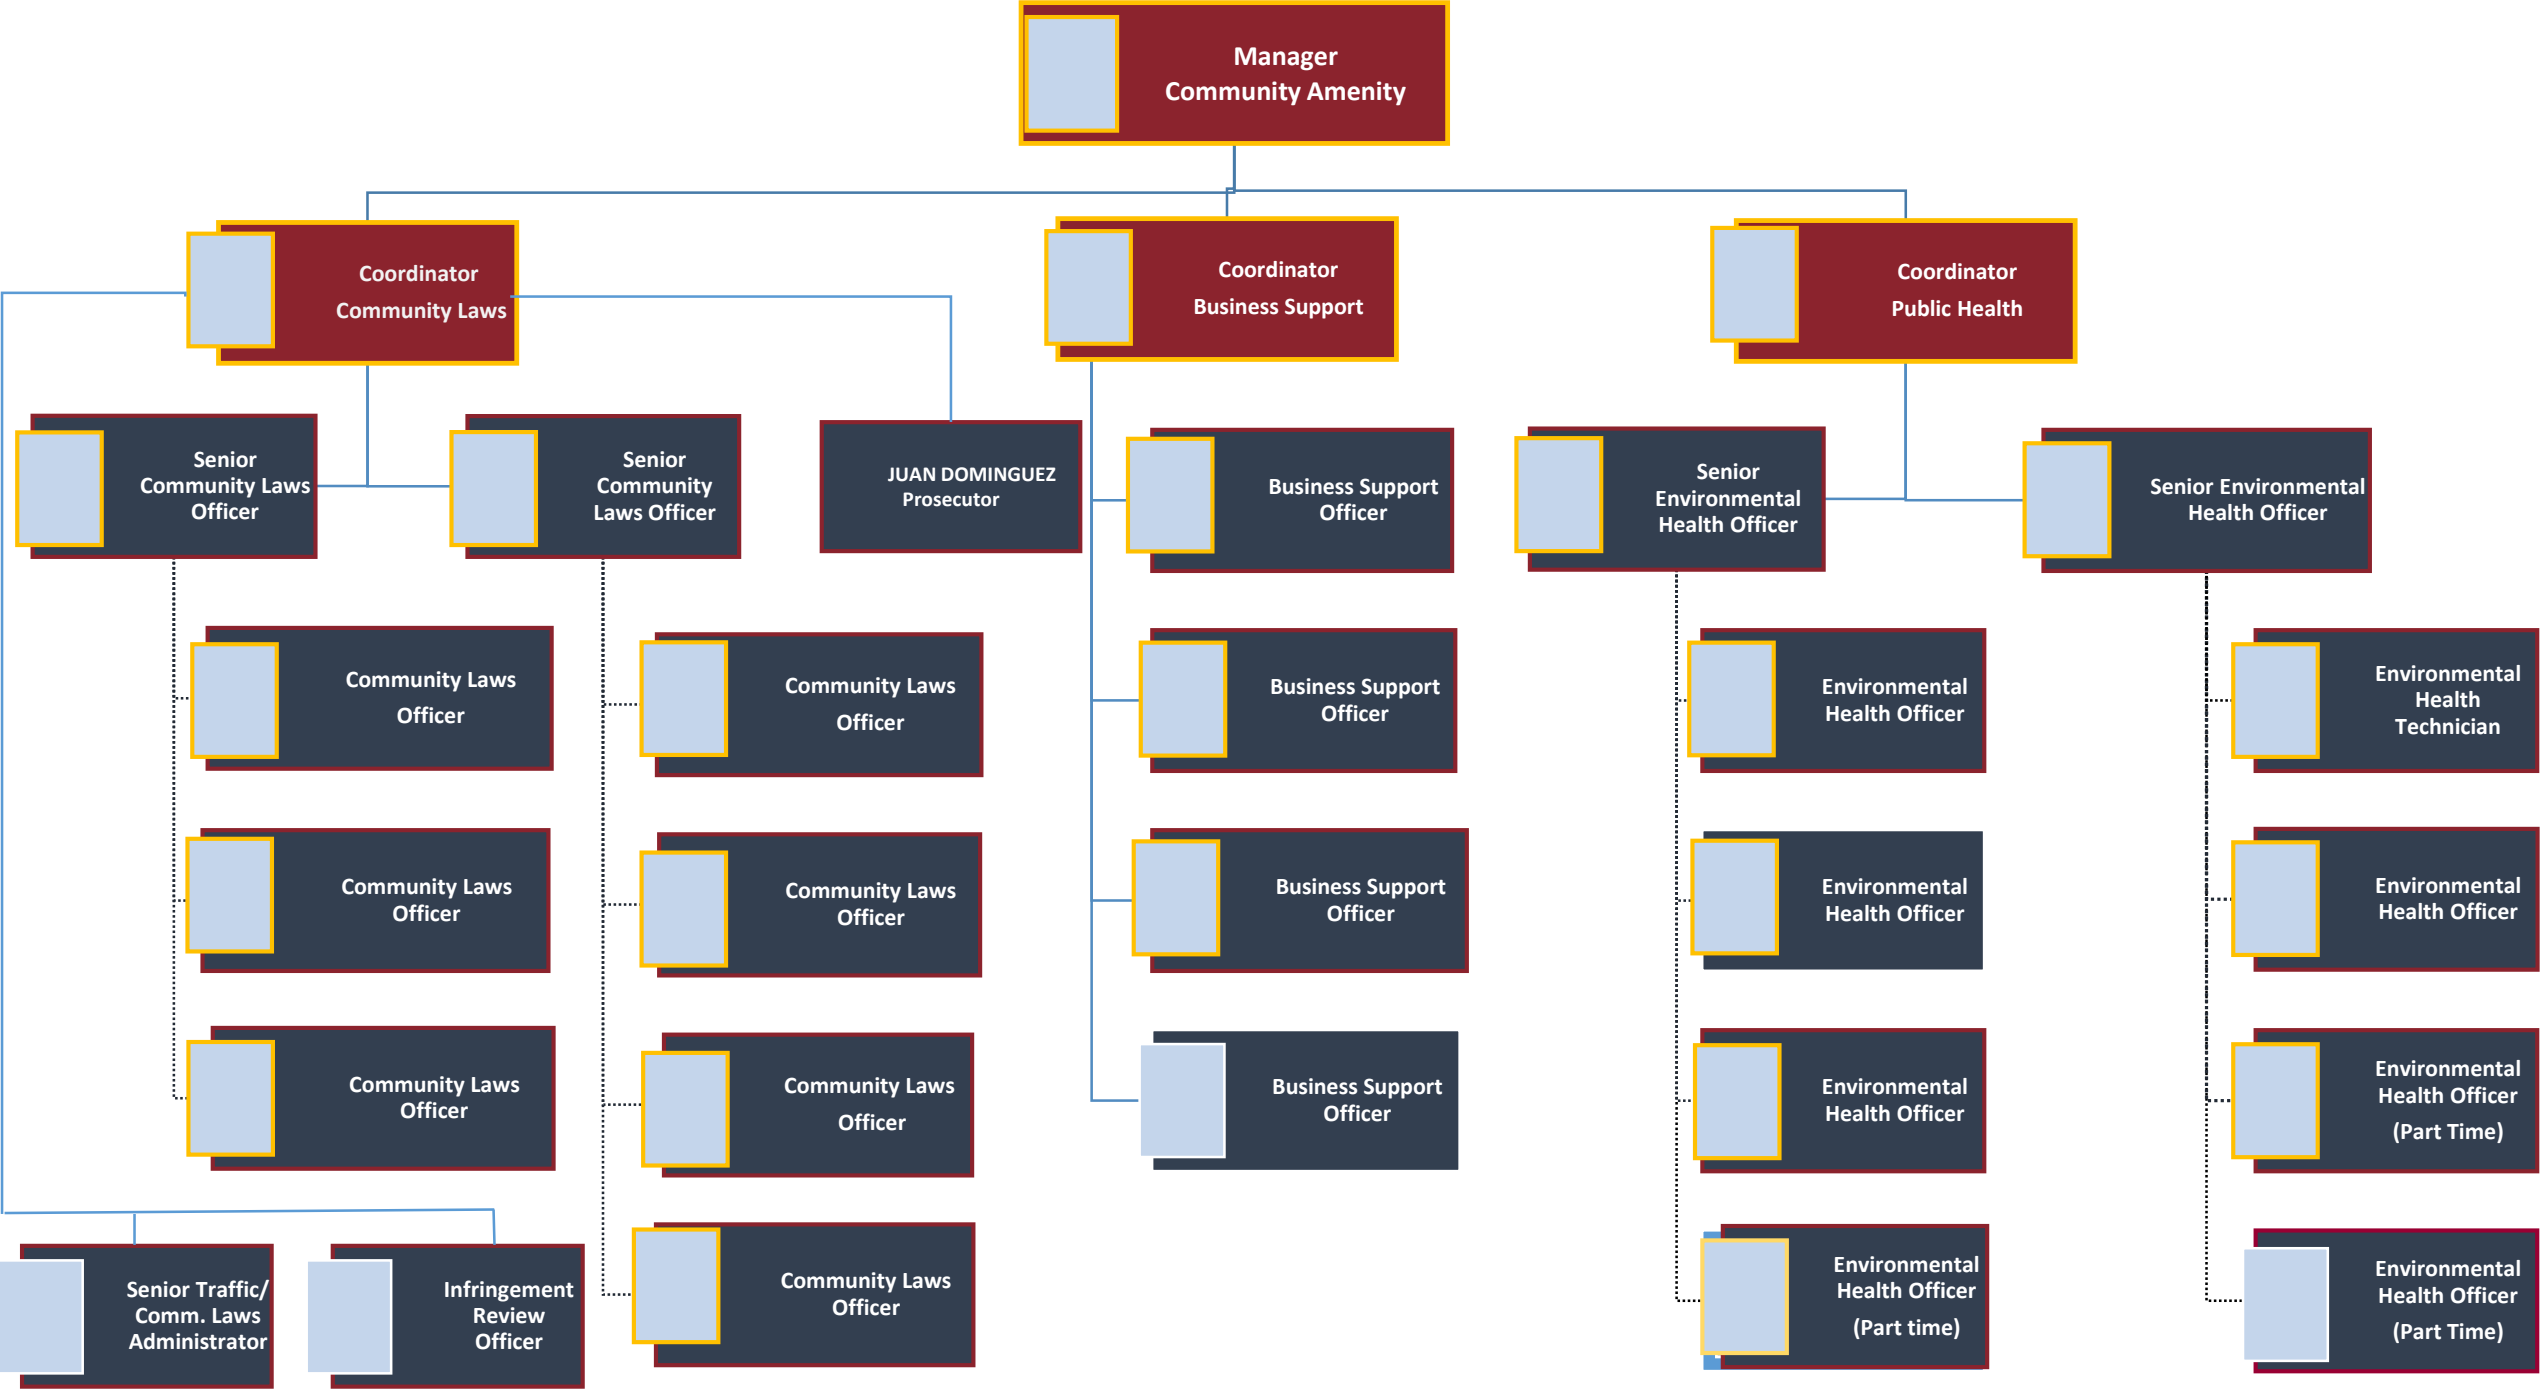 Manager
Community Amenity
Coordinator
Community Laws
Coordinator
Business Support
Coordinator
Public Health
Senior
Community Laws
Officer
Senior
Community
Laws Officer
JUAN DOMINGUEZ
Prosecutor
Business Support
Officer
Senior
Environmental
Health Officer
Senior Environmental
Health Officer
Community Laws
Officer
Community Laws
Officer
Business Support
Officer
Environmental
Health Officer
Environmental
Health
Technician
Community Laws
Officer
Community Laws
Officer
Business Support
Officer
Environmental
Health Officer
Environmental
Health Officer
Community Laws
Officer
Community Laws
Officer
Business Support
Officer
Environmental
Health Officer
Environmental
Health Officer
(Part Time)
Senior Traffic/
Comm. Laws
Administrator
Infringement
Review
Officer
Community Laws
Officer
Environmental
Health Officer
(Part time)
Environmental
Health Officer
(Part Time)